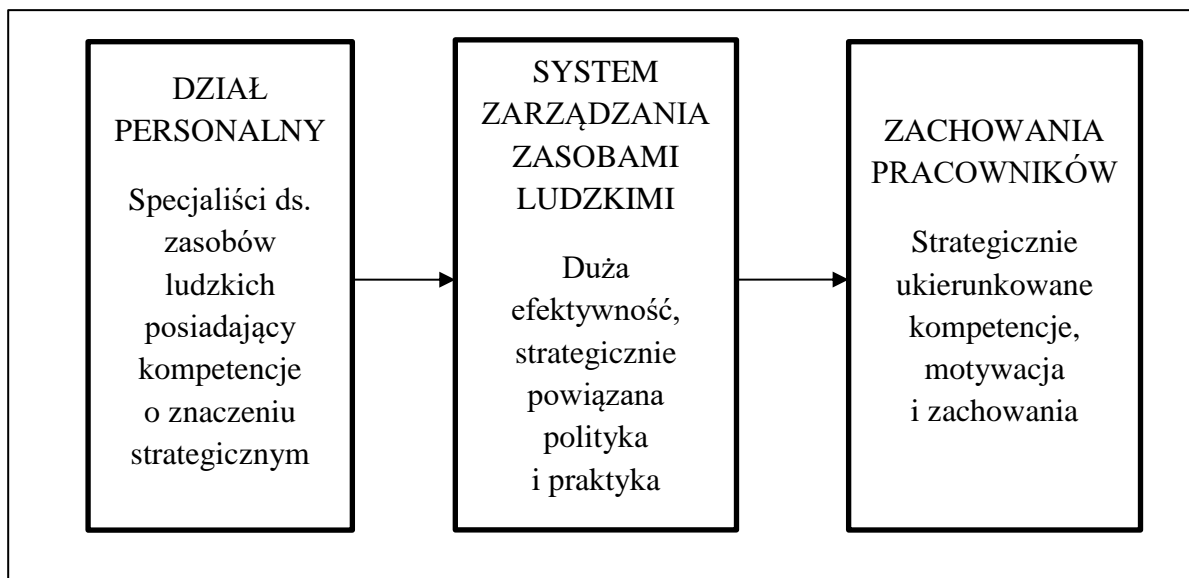 DZIAŁ
PERSONALNY
Specjaliści ds.
zasobów
ludzkich
posiadający
kompetencje
o znaczeniu
strategicznym
SYSTEM
ZARZĄDZANIA
ZASOBAMI
LUDZKIMI
Duża
efektywność,
strategicznie
powiązana
polityka
i praktyka
ZACHOWANIA
PRACOWNIKÓW
Strategicznie
ukierunkowane
kompetencje,
motywacja
i zachowania